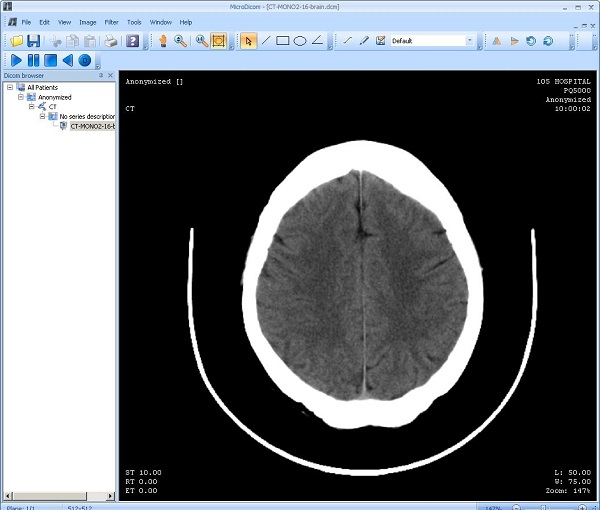 MicroDicom - [CT-MONO2-16-brain.dcm]
File Edit View Image Filter Tools Window Help
Default
Dicom browser
All Patients
Anonymized
CT
No series description
CT-MONO2-16-b
Anonymized []
CT
105 HOSPITAL
PQ5000
Anonymized
10:00:02
ST 10.00
RT 0.00
ET 0.00
L: 50.00
W: 75.00
Zoom: 147%
Plane: 1/1 512x512 147%